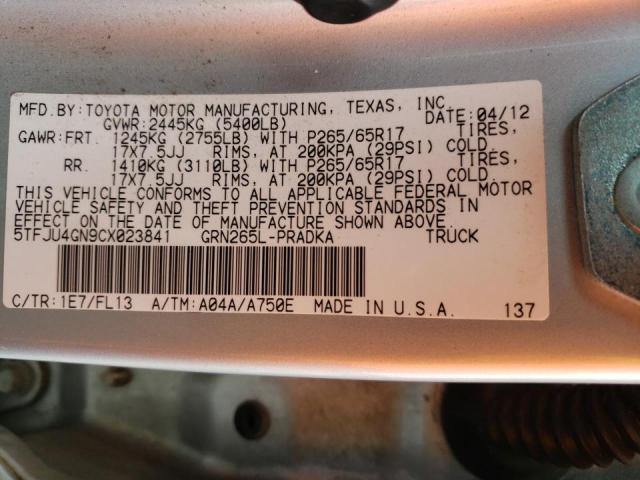 MFD.BY:TOYOTA MOTOR MANUFACTURING, TEXAS, INC. DATE:04/12
GVWR:2445KG (5400LB)
GAWR:FRT. 1245KG (2755LB) WITH P265/65R17 TIRES,
17X7.5JJ RIMS, AT 200KPA (29PSI) COLD
RR. 1410KG (3110LB) WITH P265/65R17 TIRES,
17X7.5JJ RIMS, AT 200KPA (29PSI) COLD
THIS VEHICLE CONFORMS TO ALL APPLICABLE FEDERAL MOTOR
VEHICLE SAFETY AND THEFT PREVENTION STANDARDS IN
EFFECT ON THE DATE OF MANUFACTURE SHOWN ABOVE.
5TFJU4GN9CX023841 GRN265L-PRADKA TRUCK
C/TR:1E7/FL13 A/TM:A04A/A750E MADE IN U.S.A. 137